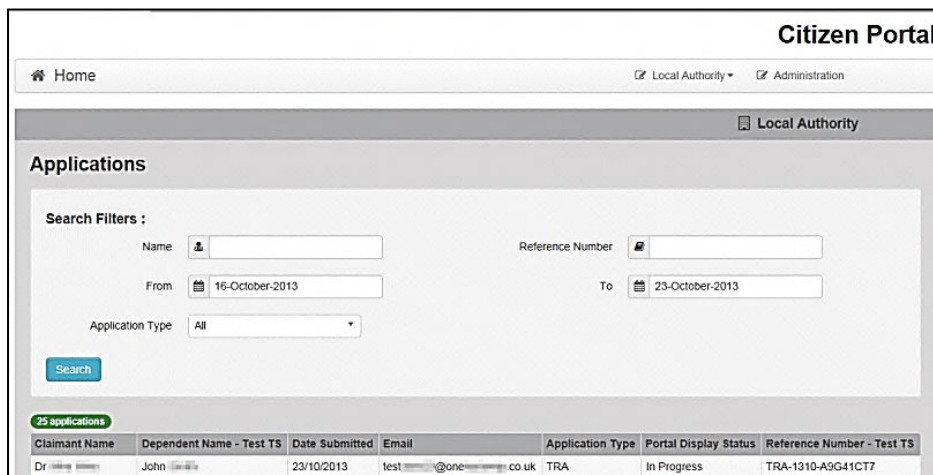 Citizen Portal
Home Local Authority Administration
Local Authority
Applications
Search Filters :
Name Reference Number
From 16-October-2013 To 23-October-2013
Application Type All
Search
25 applications
Claimant Name Dependent Name - Test TS Date Submitted Email Application Type Portal Display Status Reference Number - Test TS
Dr John 23/10/2013 test @one .co.uk TRA In Progress TRA-1310-A9G41CT7